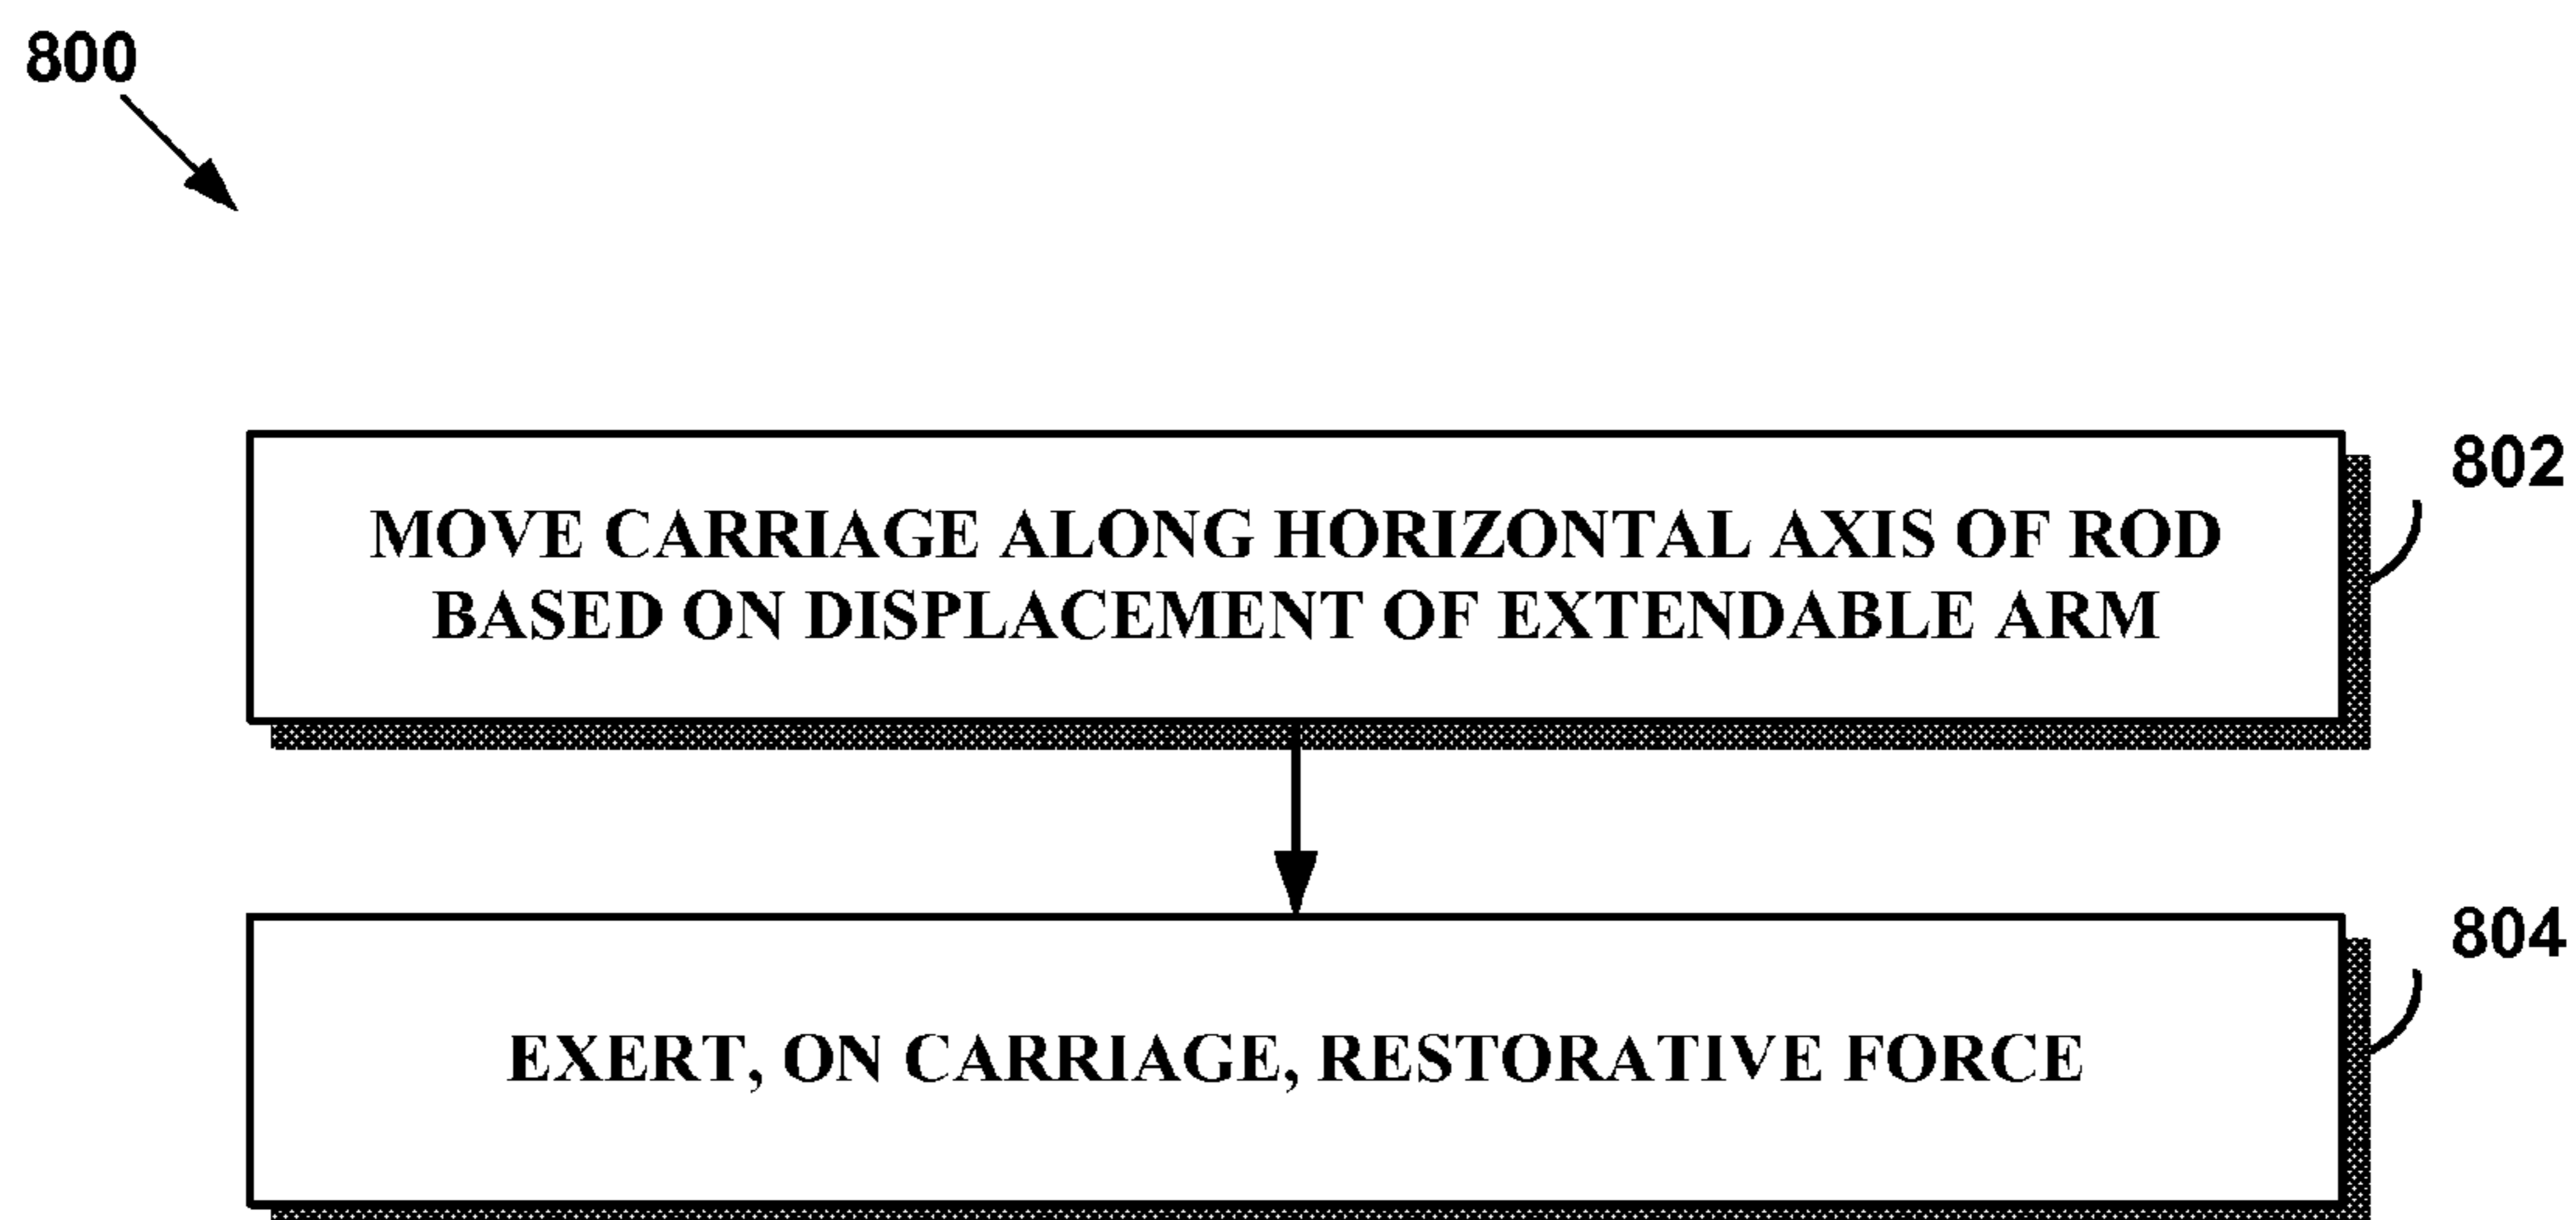 800
802
MOVE CARRIAGE ALONG HORIZONTAL AXIS OF ROD
BASED ON DISPLACEMENT OF EXTENDABLE ARM
804
EXERT, ON CARRIAGE, RESTORATIVE FORCE